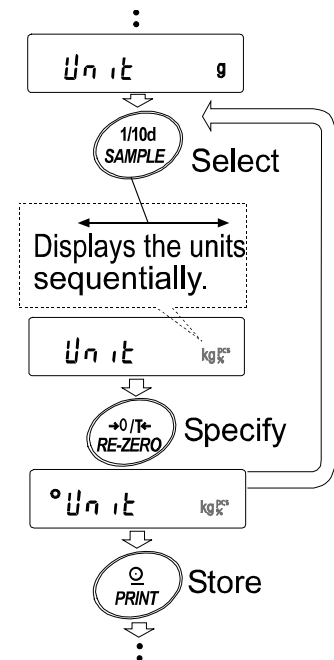 Unit g
1/10d
SAMPLE
Select
Displays the units
sequentially.
Unit kg pcs %
→0/T←
RE-ZERO
Specify
°Unit kg pcs %
PRINT
Store